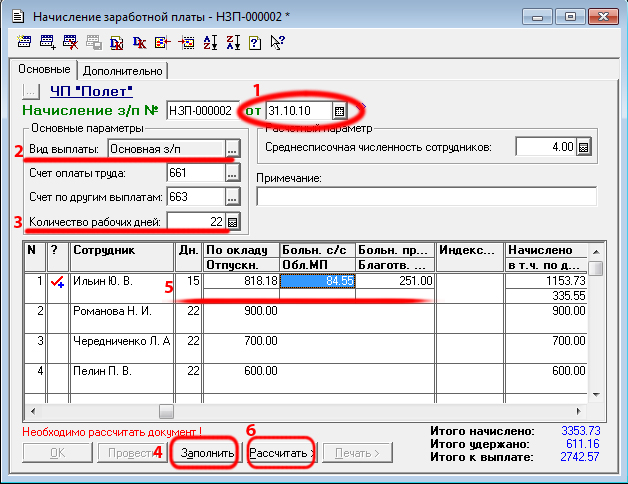 Начисление заработной платы - НЗП-000002 *
Основные Дополнительно
1
... ЧП "Полет"
Начисление з/п № НЗП-000002 от 31.10.10
Основные параметры Расчетный параметр
2 Вид выплаты: Основная з/п ... Среднесписочная численность сотрудников: 4.00
Счет оплаты труда: 661 ... Примечание:
Счет по другим выплатам: 663 ...
3 Количество рабочих дней: 22
N ? Сотрудник Дн. По окладу Больн. с/с Больн. пр... Индекс... Начислено
Отпускн. Обл.МП Благотв. ... в т.ч. по д...
1 Ильин Ю. В. 15 818.18 84.55 251.00 1153.73
5 335.55
2 Романова Н. И. 22 900.00 900.00
3 Чередниченко Л. А 22 700.00 700.00
4 Пелин П. В. 22 600.00 600.00
Необходимо рассчитать документ! 6 Итого начислено: 3353.73
Итого удержано: 611.16
OK Провести 4 Заполнить Рассчитать > Печать > Итого к выплате: 2742.57